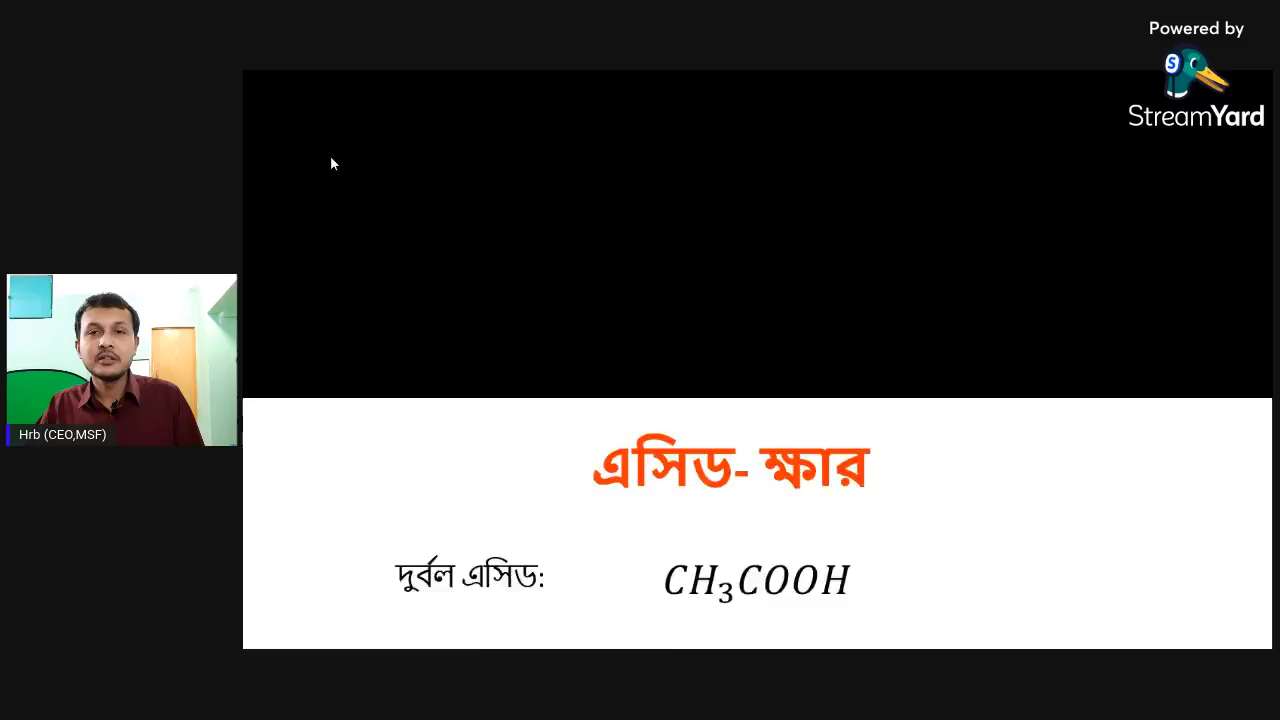 Powered by
StreamYard
Hrb (CEO,MSF)
এসিড- ক্ষার
দুর্বল এসিড: CH₃COOH